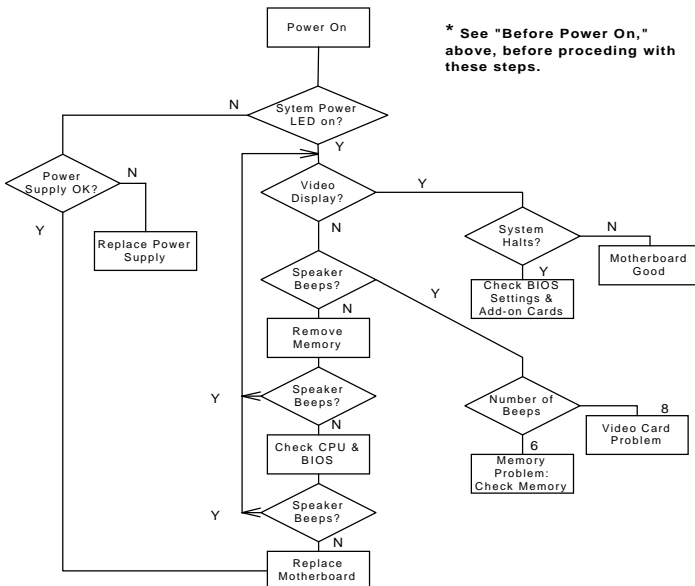 Power On
* See "Before Power On,"
above, before proceding with
these steps.
N
Sytem Power
LED on?
Y
Power
Supply OK?
N
Y
Replace Power
Supply
Video
Display?
Y
N
System
Halts?
N
Y
Motherboard
Good
Check BIOS
Settings &
Add-on Cards
Speaker
Beeps?
Y
N
Remove
Memory
Speaker
Beeps?
Y
N
Number of
Beeps
8
6
Video Card
Problem
Memory
Problem:
Check Memory
Check CPU &
BIOS
Speaker
Beeps?
Y
N
Replace
Motherboard